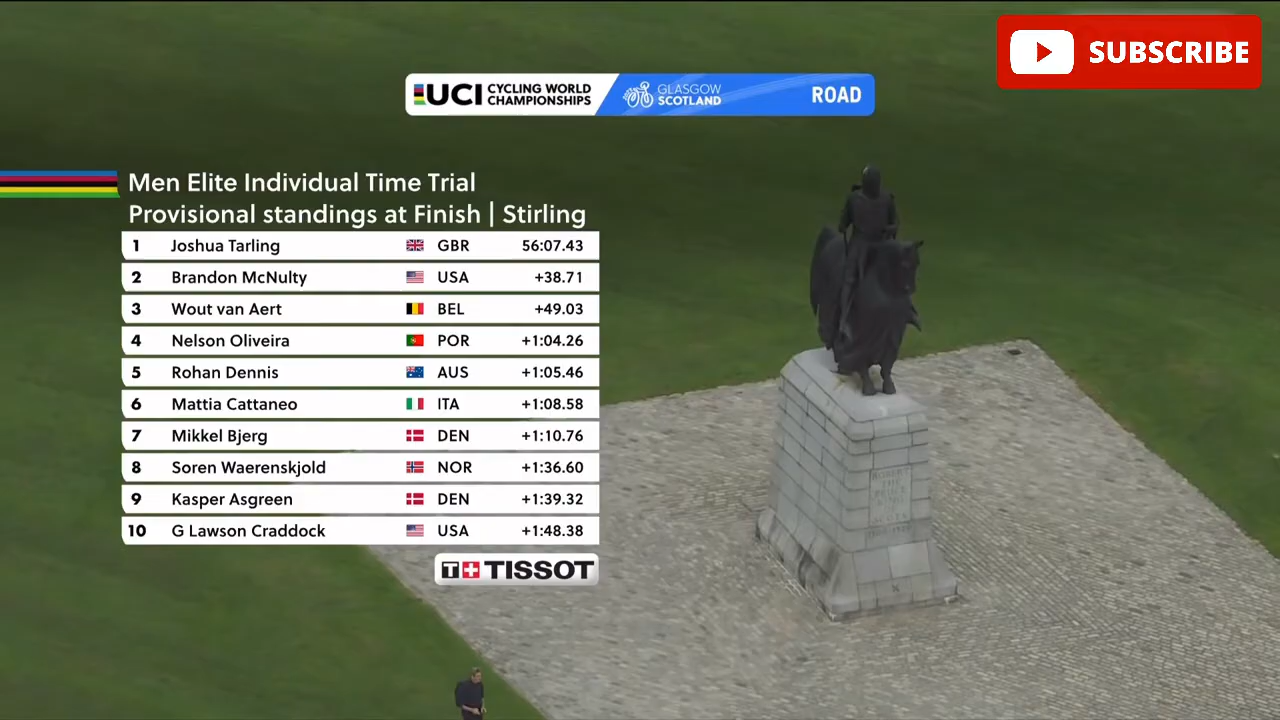 SUBSCRIBE
UCI CYCLING WORLD CHAMPIONSHIPS
GLASGOW SCOTLAND
ROAD
Men Elite Individual Time Trial
Provisional standings at Finish | Stirling
1 Joshua Tarling GBR 56:07.43
2 Brandon McNulty USA +38.71
3 Wout van Aert BEL +49.03
4 Nelson Oliveira POR +1:04.26
5 Rohan Dennis AUS +1:05.46
6 Mattia Cattaneo ITA +1:08.58
7 Mikkel Bjerg DEN +1:10.76
8 Soren Waerenskjold NOR +1:36.60
9 Kasper Asgreen DEN +1:39.32
10 G Lawson Craddock USA +1:48.38
T+ TISSOT
ROBERT
THE